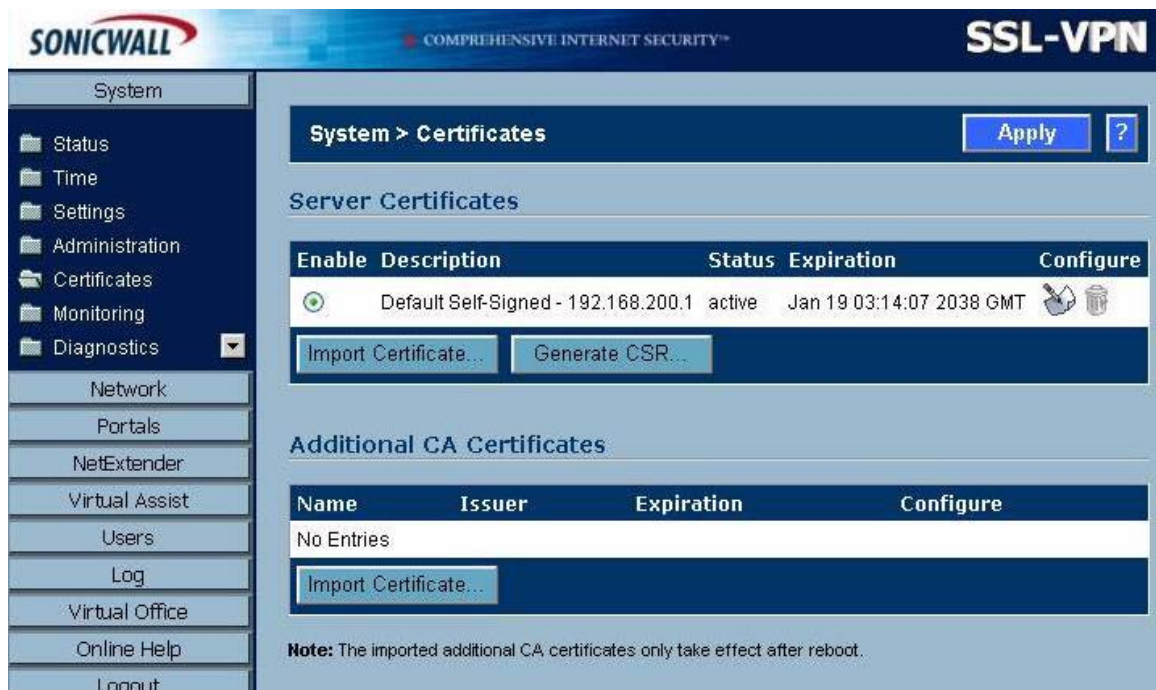 SONICWALL
COMPREHENSIVE INTERNET SECURITY™
SSL-VPN
System
Status
Time
Settings
Administration
Certificates
Monitoring
Diagnostics
Network
Portals
NetExtender
Virtual Assist
Users
Log
Virtual Office
Online Help
Logout
System > Certificates
Apply ?
Server Certificates
Enable Description Status Expiration Configure
Default Self-Signed - 192.168.200.1 active Jan 19 03:14:07 2038 GMT
Import Certificate... Generate CSR...
Additional CA Certificates
Name Issuer Expiration Configure
No Entries
Import Certificate...
Note: The imported additional CA certificates only take effect after reboot.